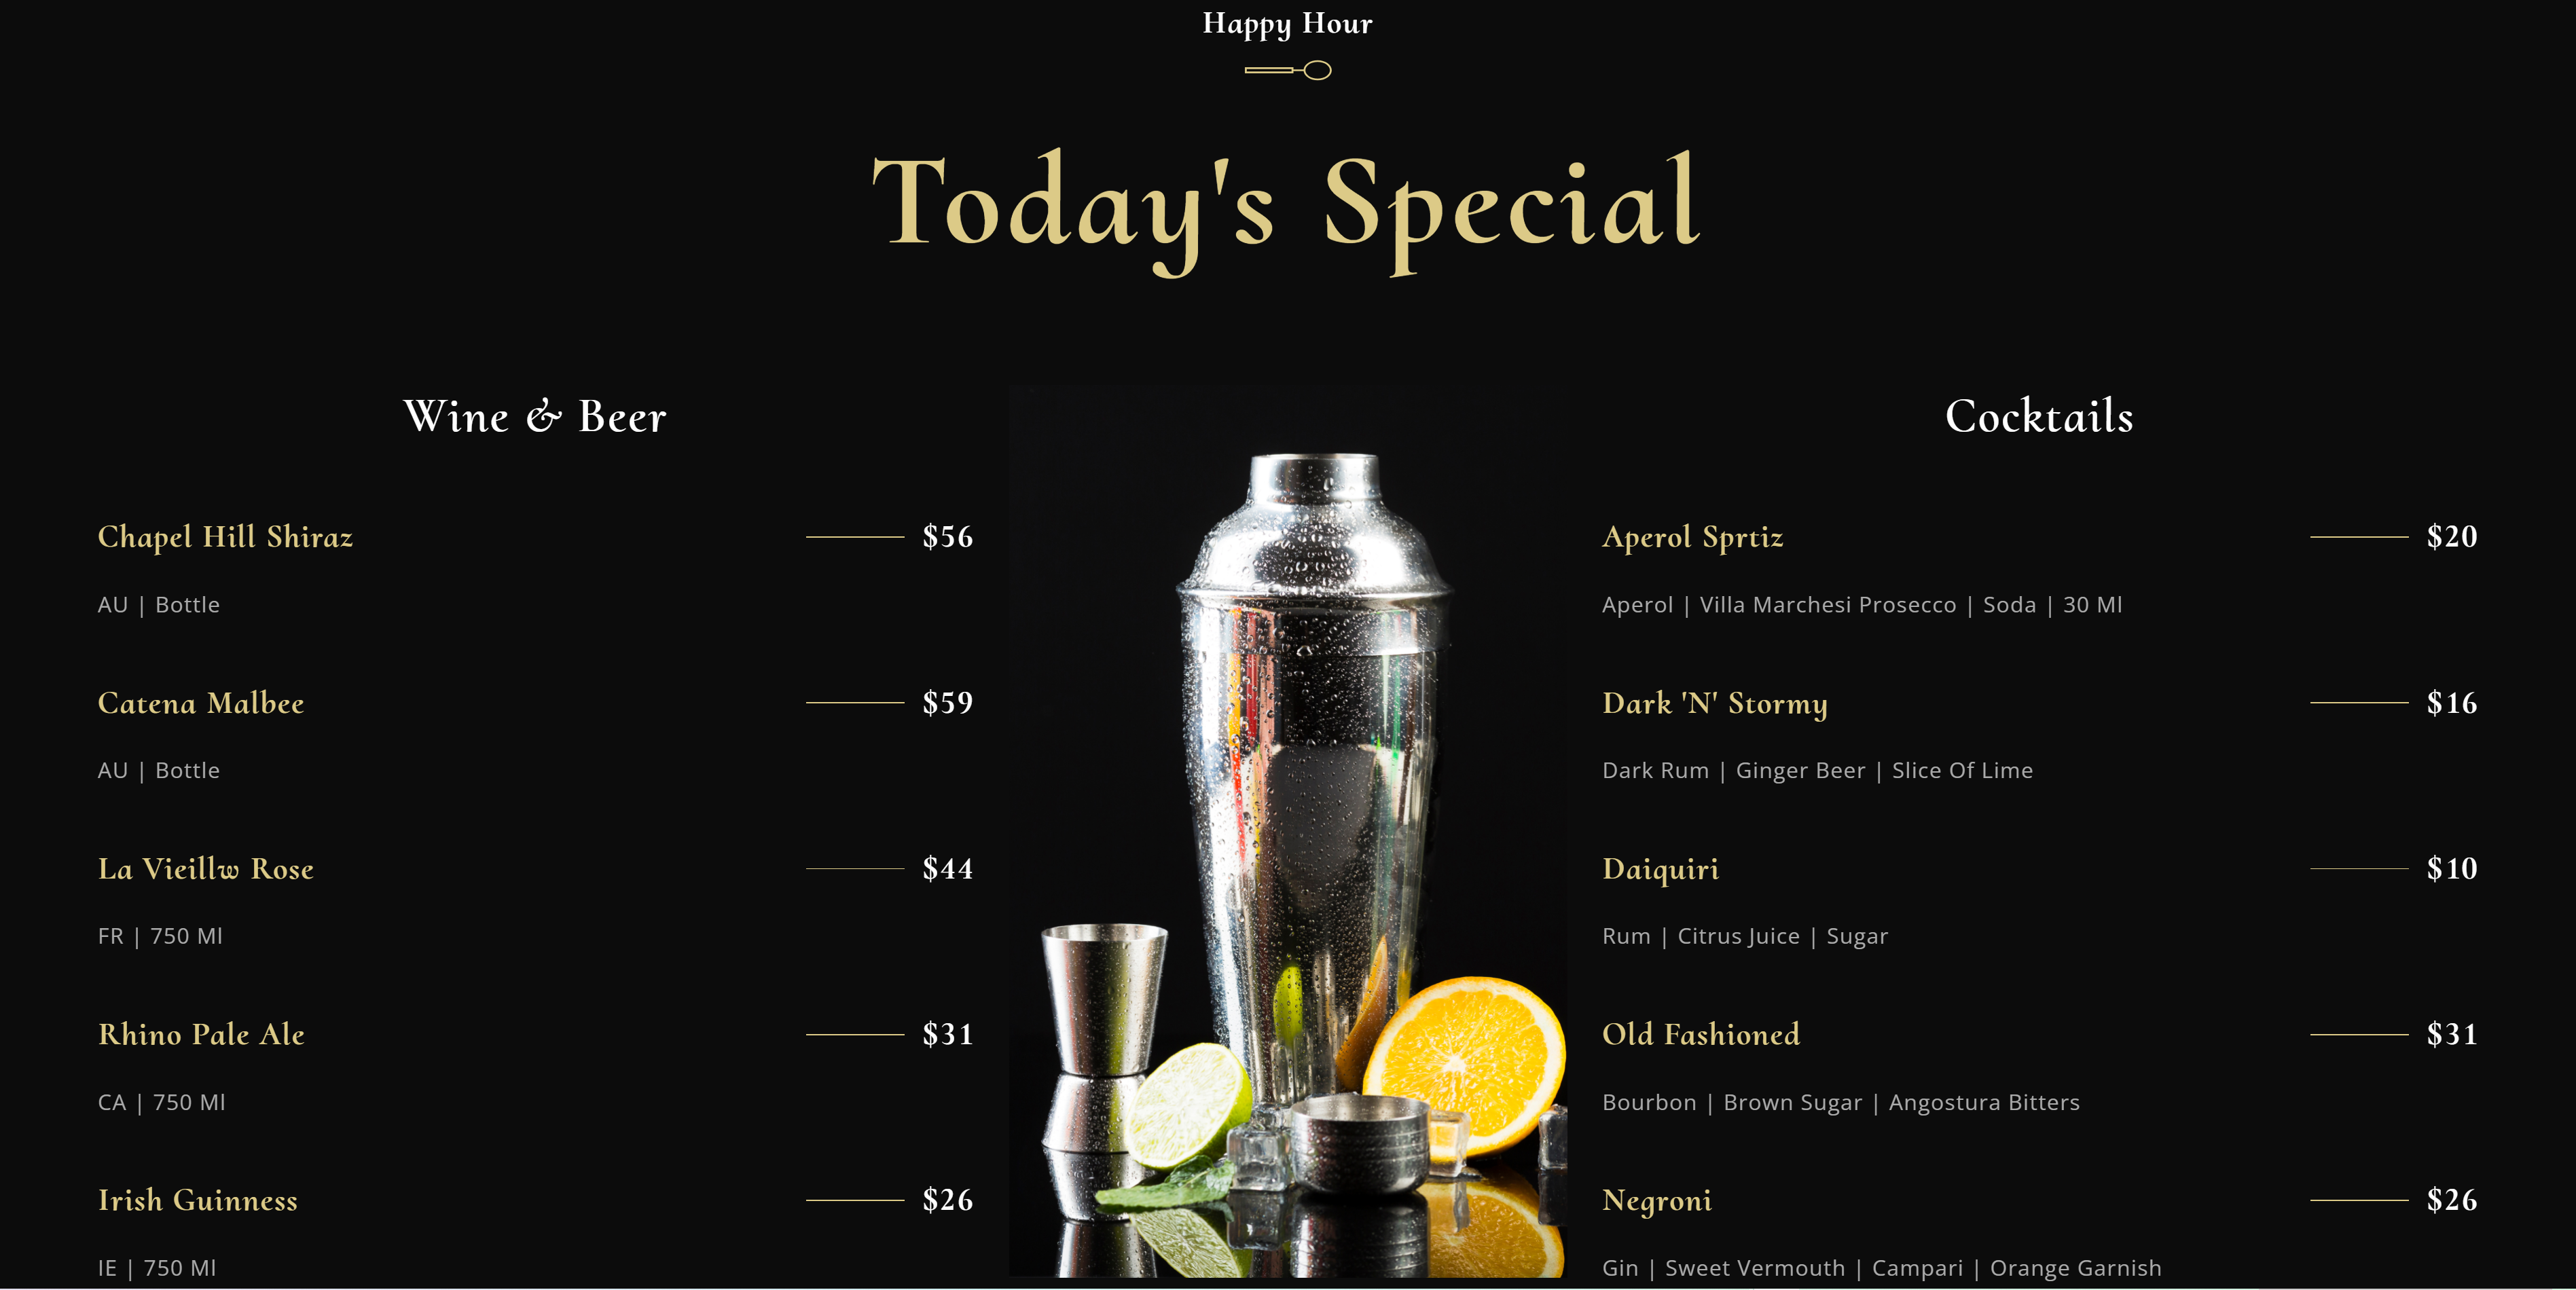 Happy Hour
Today's Special
Wine & Beer
Chapel Hill Shiraz $56
AU | Bottle
Catena Malbee $59
AU | Bottle
La Vieillw Rose $44
FR | 750 Ml
Rhino Pale Ale $31
CA | 750 Ml
Irish Guinness $26
IE | 750 Ml
Cocktails
Aperol Sprtiz $20
Aperol | Villa Marchesi Prosecco | Soda | 30 Ml
Dark 'N' Stormy $16
Dark Rum | Ginger Beer | Slice Of Lime
Daiquiri $10
Rum | Citrus Juice | Sugar
Old Fashioned $31
Bourbon | Brown Sugar | Angostura Bitters
Negroni $26
Gin | Sweet Vermouth | Campari | Orange Garnish